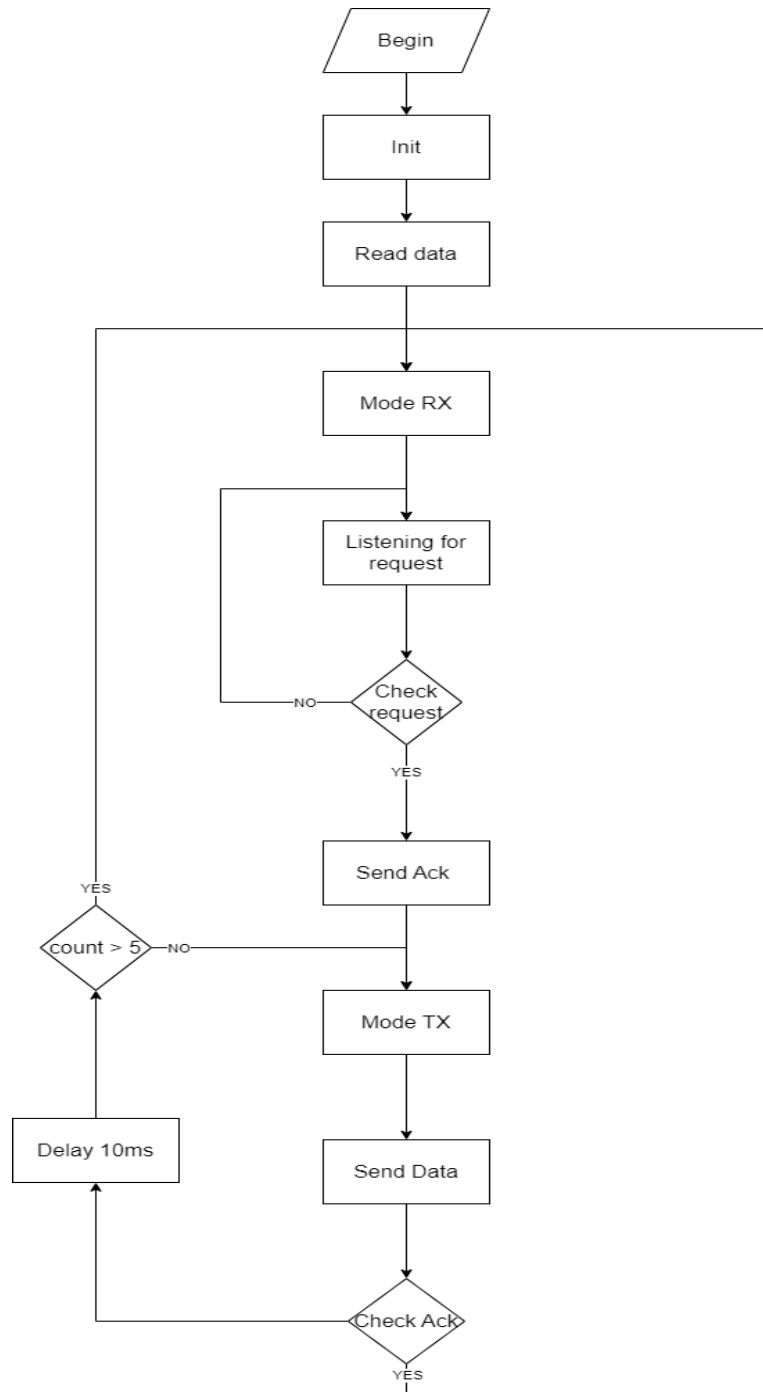 Begin
Init
Read data
Mode RX
Listening for
request
Check
request
NO
YES
Send Ack
YES
count > 5
NO
Mode TX
Delay 10ms
Send Data
Check Ack
YES